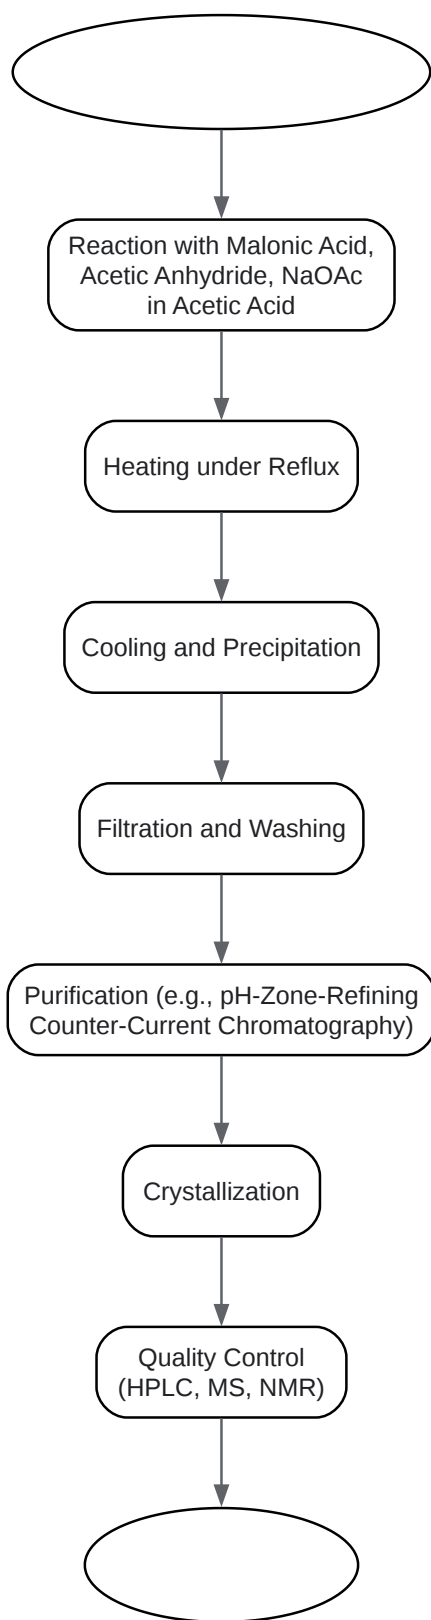 Reaction with Malonic Acid,
Acetic Anhydride, NaOAc
in Acetic Acid
Heating under Reflux
Cooling and Precipitation
Filtration and Washing
Purification (e.g., pH-Zone-Refining
Counter-Current Chromatography)
Crystallization
Quality Control
(HPLC, MS, NMR)